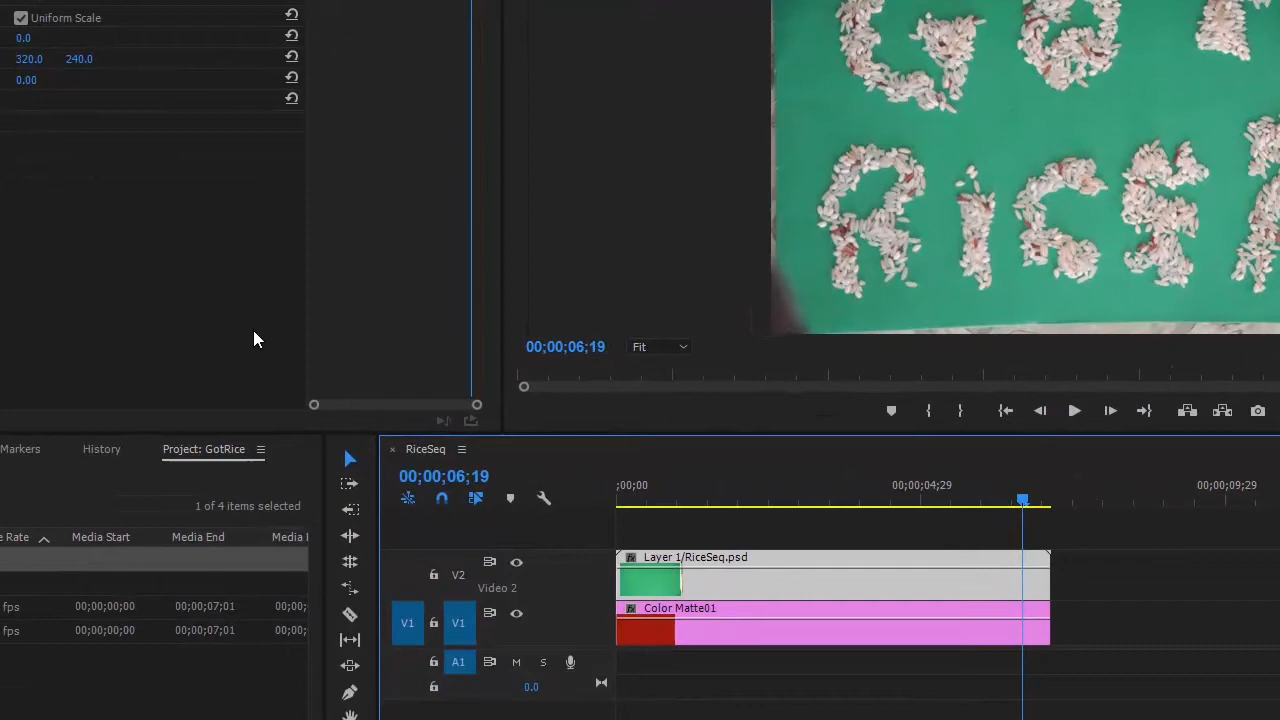 Uniform Scale
0.0
320.0 240.0
0.00
GOT
RiCE
00;00;06;19 Fit
Markers History Project: GotRice
RiceSeq
00;00;06;19
;00;00 00;00;04;29 00;00;09;29
1 of 4 items selected
e Rate Media Start Media End Media I
fps 00;00;00;00 00;00;07;01 00;00;
fps 00;00;00;00 00;00;07;01 00;00;
fx Layer 1/RiceSeq.psd
V2 Video 2
fx Color Matte01
V1 V1
A1 M S
0.0